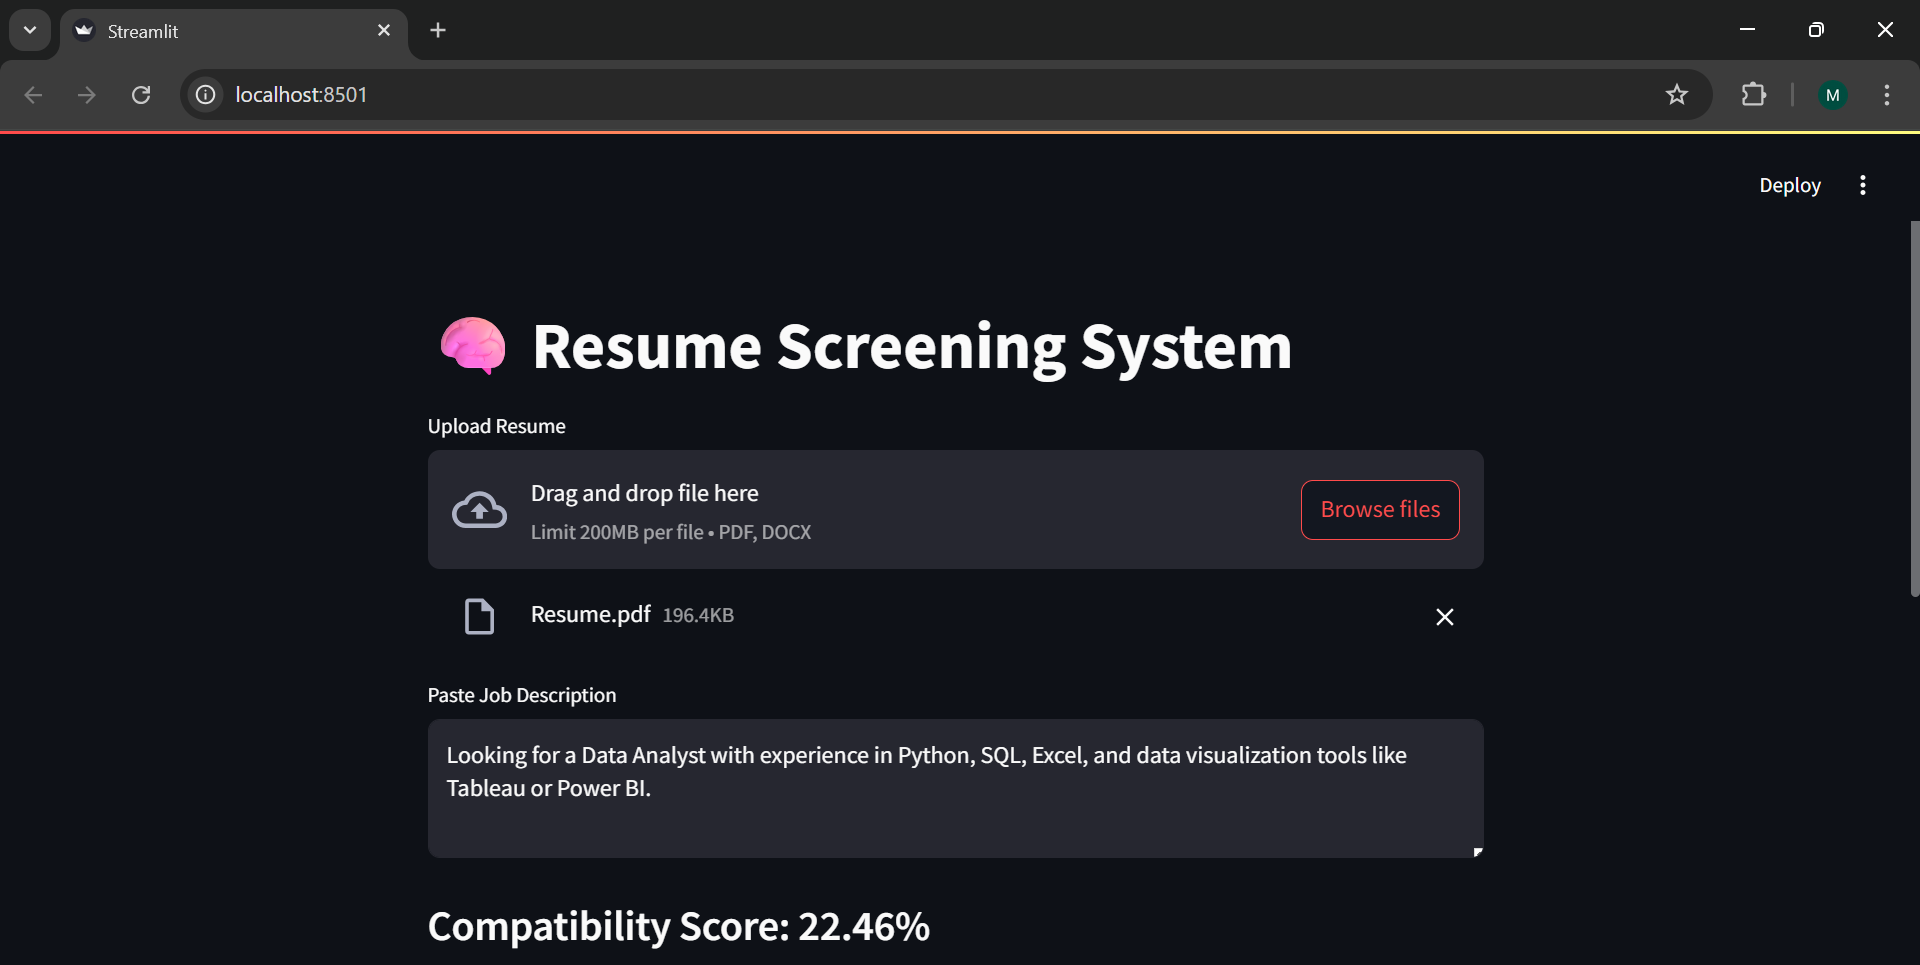 Streamlit
localhost:8501
M
Deploy
Resume Screening System
Upload Resume
Drag and drop file here
Limit 200MB per file • PDF, DOCX
Browse files
Resume.pdf 196.4KB
Paste Job Description
Looking for a Data Analyst with experience in Python, SQL, Excel, and data visualization tools like
Tableau or Power BI.
Compatibility Score: 22.46%